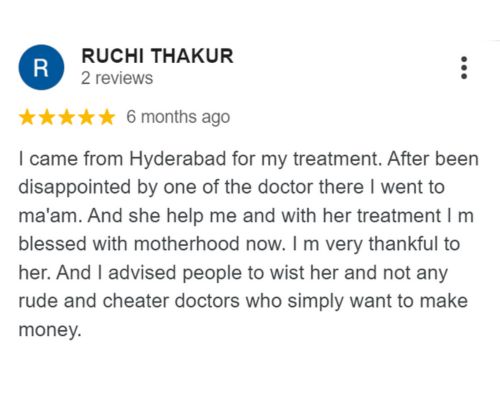 R
RUCHI THAKUR
2 reviews
6 months ago
I came from Hyderabad for my treatment. After been
disappointed by one of the doctor there I went to
ma'am. And she help me and with her treatment I m
blessed with motherhood now. I m very thankful to
her. And I advised people to wist her and not any
rude and cheater doctors who simply want to make
money.